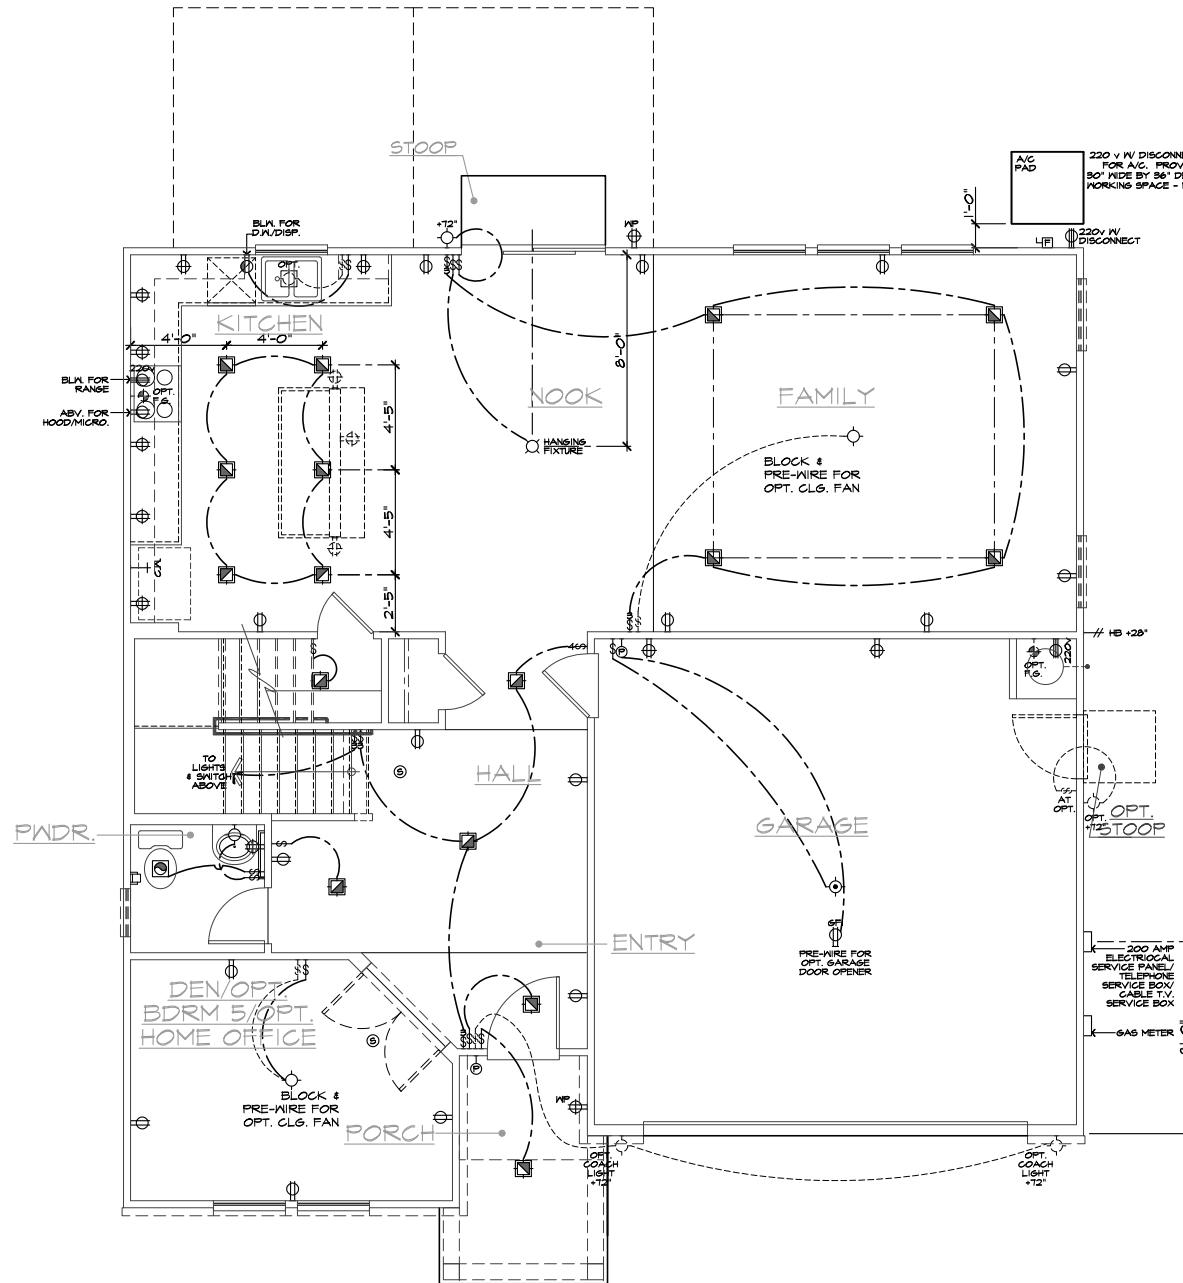 STOOP
A/C
PAD
220 V W/ DISCONNE
FOR A/C. PROV
30" WIDE BY 36" D
WORKING SPACE -
1'-0"
+72"
WP
BLW. FOR
D.W./DISP.
220V W/
DISCONNECT
F
OPT.
KITCHEN
4'-0"
4'-0"
8'-0"
220V
BLW. FOR
RANGE
OPT.
F.G.
ABV. FOR
HOOD/MICRO.
4'-5"
NOOK
FAMILY
HANGING
FIXTURE
BLOCK &
PRE-WIRE FOR
OPT. CLG. FAN
4'-5"
CW
2'-5"
HB +28"
P
220V
OPT.
F.G.
TO
LIGHTS
& SWITCH
ABOVE
S
HALL
PWDR.
GARAGE
AT
OPT.
OPT.
+72"
OPT.
STOOP
GFI
ENTRY
PRE-WIRE FOR
OPT. GARAGE
DOOR OPENER
200 AMP
ELECTRIOCAL
SERVICE PANEL/
TELEPHONE
SERVICE BOX/
CABLE T.V.
SERVICE BOX
GAS METER
DEN/OPT.
BDRM 5/OPT.
HOME OFFICE
S
P
BLOCK &
PRE-WIRE FOR
OPT. CLG. FAN
WP
PORCH
OPT.
COACH
LIGHT
+72"
OPT.
COACH
LIGHT
+72"